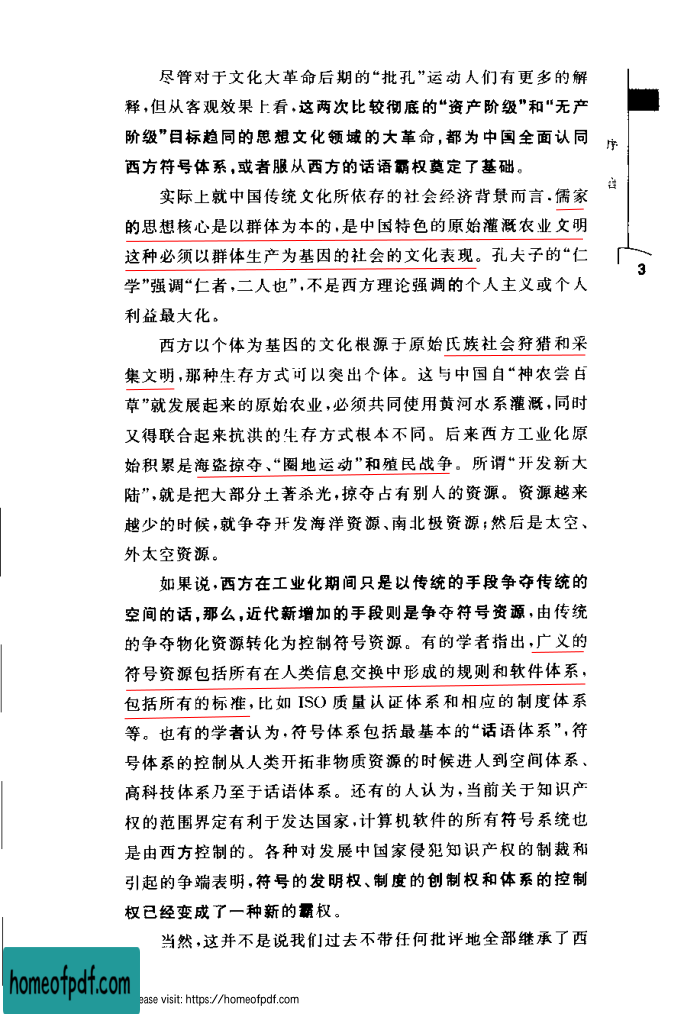 尽管对于文化大革命后期的“批孔”运动人们有更多的解
释,但从客观效果上看,这两次比较彻底的“资产阶级”和“无产
阶级”目标趋同的思想文化领域的大革命,都为中国全面认同
西方符号体系,或者服从西方的话语霸权奠定了基础。
实际上就中国传统文化所依存的社会经济背景而言,儒家
的思想核心是以群体为本的,是中国特色的原始灌溉农业文明
这种必须以群体生产为基因的社会的文化表现。孔夫子的“仁
学”强调“仁者,二人也”,不是西方理论强调的个人主义或个人
利益最大化。
西方以个体为基因的文化根源于原始氏族社会狩猎和采
集文明,那种生存方式可以突出个体。这与中国自“神农尝百
草”就发展起来的原始农业,必须共同使用黄河水系灌溉,同时
又得联合起来抗洪的生存方式根本不同。后来西方工业化原
始积累是海盗掠夺、“圈地运动”和殖民战争。所谓“开发新大
陆”,就是把大部分土著杀光,掠夺占有别人的资源。资源越来
越少的时候,就争夺开发海洋资源、南北极资源;然后是太空、
外太空资源。
如果说,西方在工业化期间只是以传统的手段争夺传统的
空间的话,那么,近代新增加的手段则是争夺符号资源,由传统
的争夺物化资源转化为控制符号资源。有的学者指出,广义的
符号资源包括所有在人类信息交换中形成的规则和软件体系,
包括所有的标准,比如 ISO 质量认证体系和相应的制度体系
等。也有的学者认为,符号体系包括最基本的“话语体系”,符
号体系的控制从人类开拓非物质资源的时候进人到空间体系、
高科技体系乃至于话语体系。还有的人认为,当前关于知识产
权的范围界定有利于发达国家,计算机软件的所有符号系统也
是由西方控制的。各种对发展中国家侵犯知识产权的制裁和
引起的争端表明,符号的发明权、制度的创制权和体系的控制
权已经变成了一种新的霸权。
当然,这并不是说我们过去不带任何批评地全部继承了西
序
言
3
homeofpdf.com
ease visit: https://homeofpdf.com